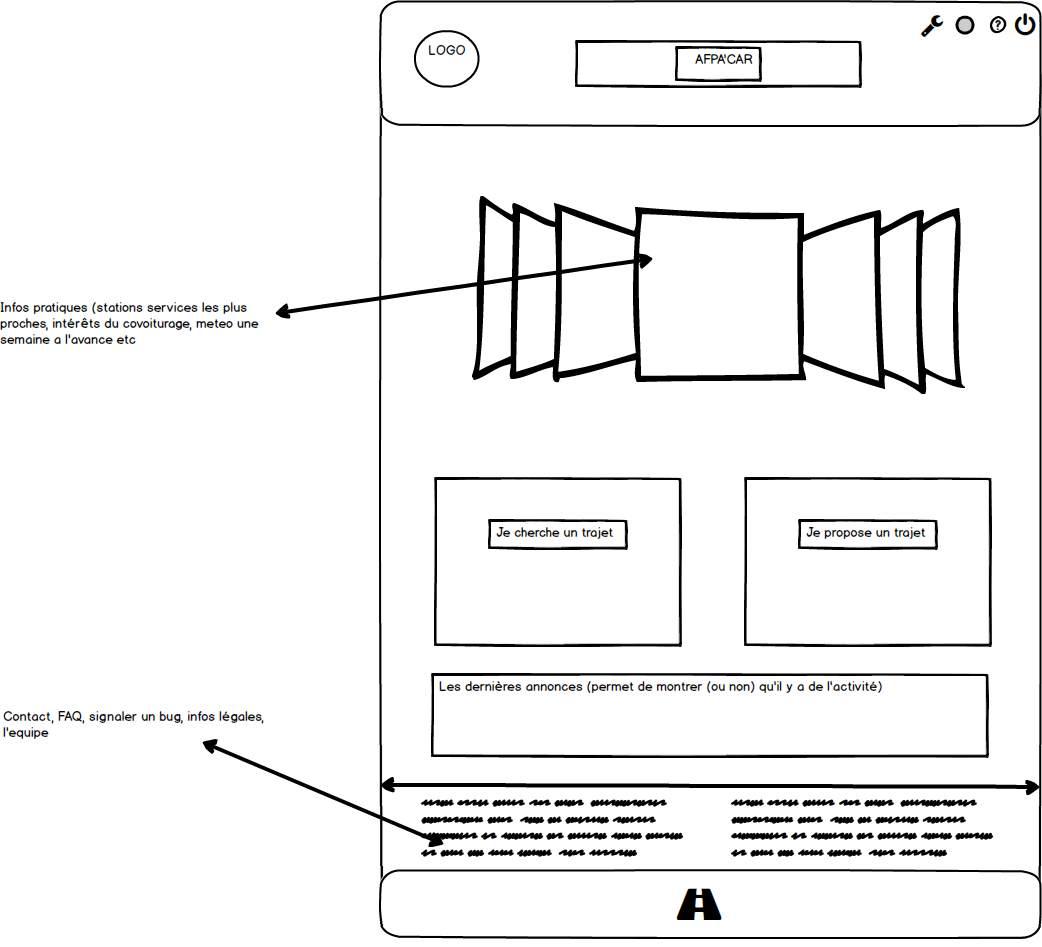 LOGO
AFPA'CAR
Infos pratiques (stations services les plus
proches, intérêts du covoiturage, meteo une
semaine a l'avance etc
Je cherche un trajet
Je propose un trajet
Les dernières annonces (permet de montrer (ou non) qu'il y a de l'activité)
Contact, FAQ, signaler un bug, infos légales,
l'equipe